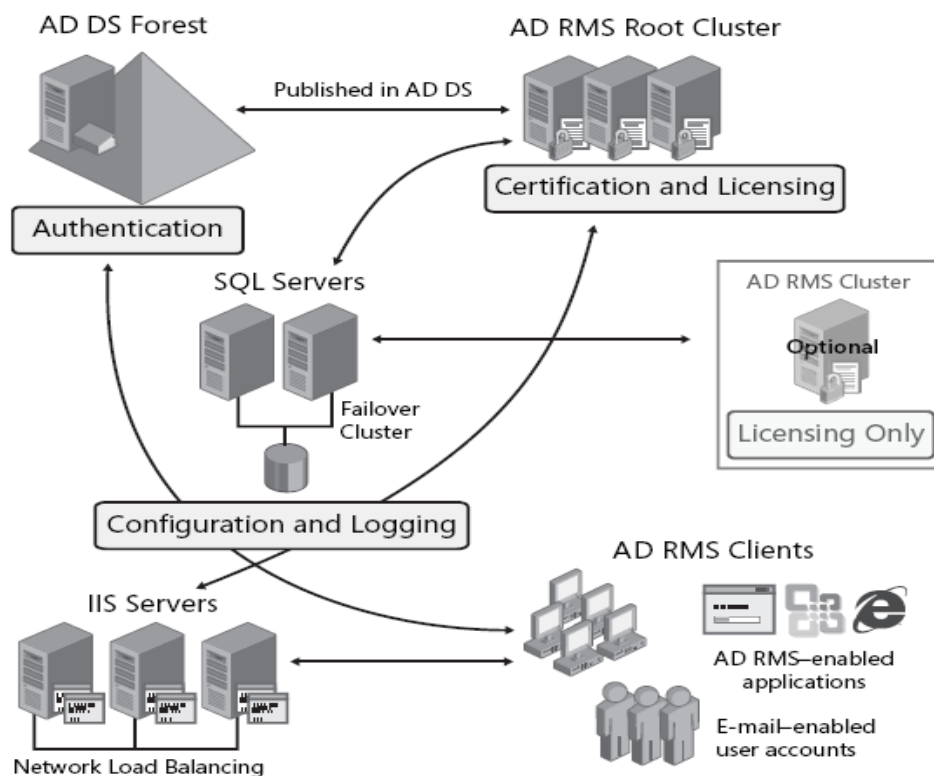 AD DS Forest
AD RMS Root Cluster
Published in AD DS
Certification and Licensing
Authentication
SQL Servers
AD RMS Cluster
Optional
Failover
Cluster
Licensing Only
Configuration and Logging
AD RMS Clients
IIS Servers
AD RMS–enabled
applications
E-mail–enabled
user accounts
Network Load Balancing